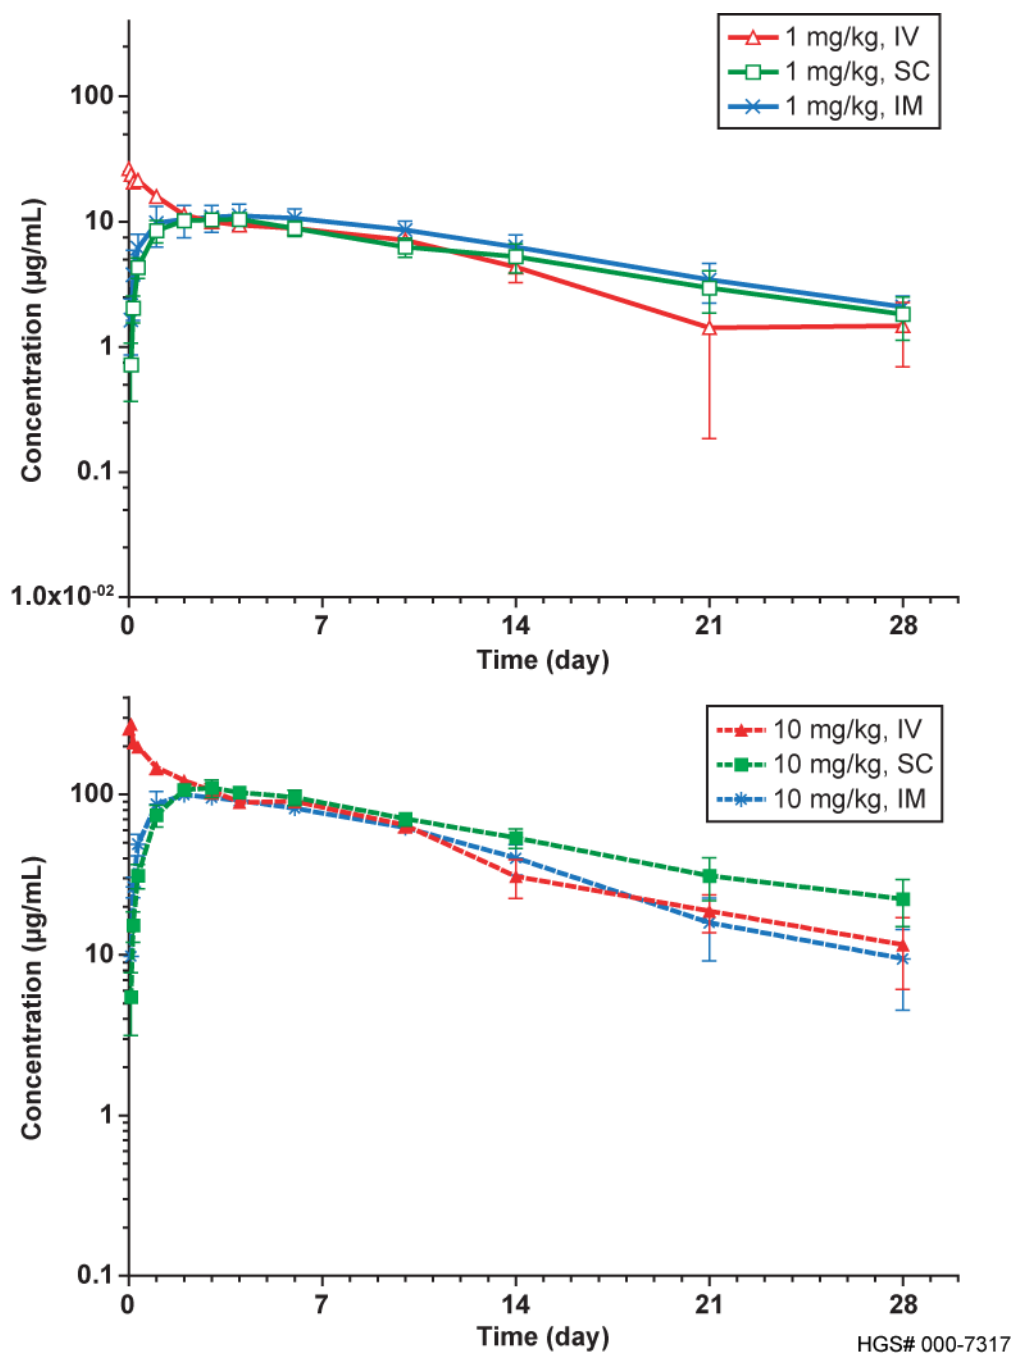 1 mg/kg, IV
1 mg/kg, SC
1 mg/kg, IM
Concentration (µg/mL)
100
10
1
0.1
1.0x10⁻⁰²
0 7 14 21 28
Time (day)
10 mg/kg, IV
10 mg/kg, SC
10 mg/kg, IM
Concentration (µg/mL)
100
10
1
0.1
0 7 14 21 28
Time (day)
HGS# 000-7317